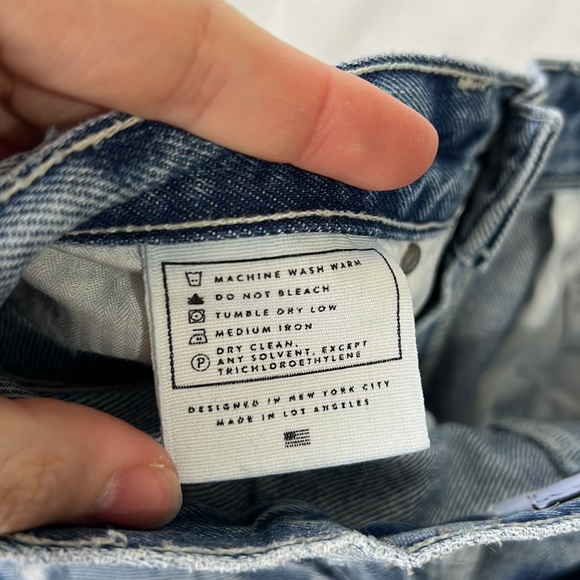 MACHINE WASH WARM
DO NOT BLEACH
TUMBLE DRY LOW
MEDIUM IRON
P
DRY CLEAN,
ANY SOLVENT, EXCEPT
TRICHLOROETHYLENE
DESIGNED IN NEW YORK CITY
MADE IN LOS ANGELES